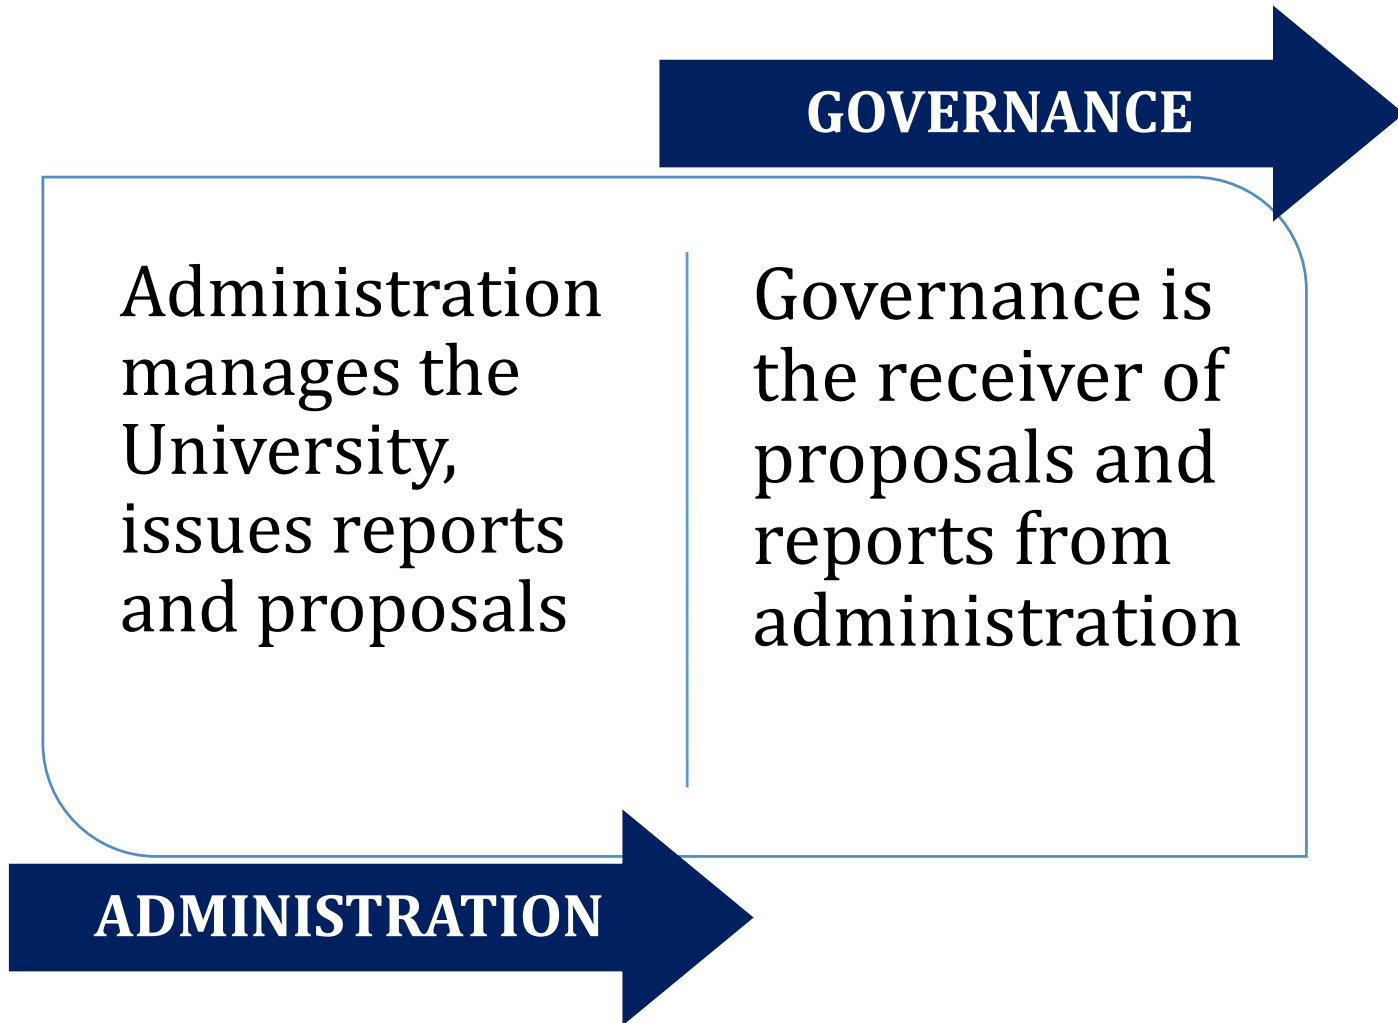 GOVERNANCE
Administration
manages the
University,
issues reports
and proposals
Governance is
the receiver of
proposals and
reports from
administration
ADMINISTRATION